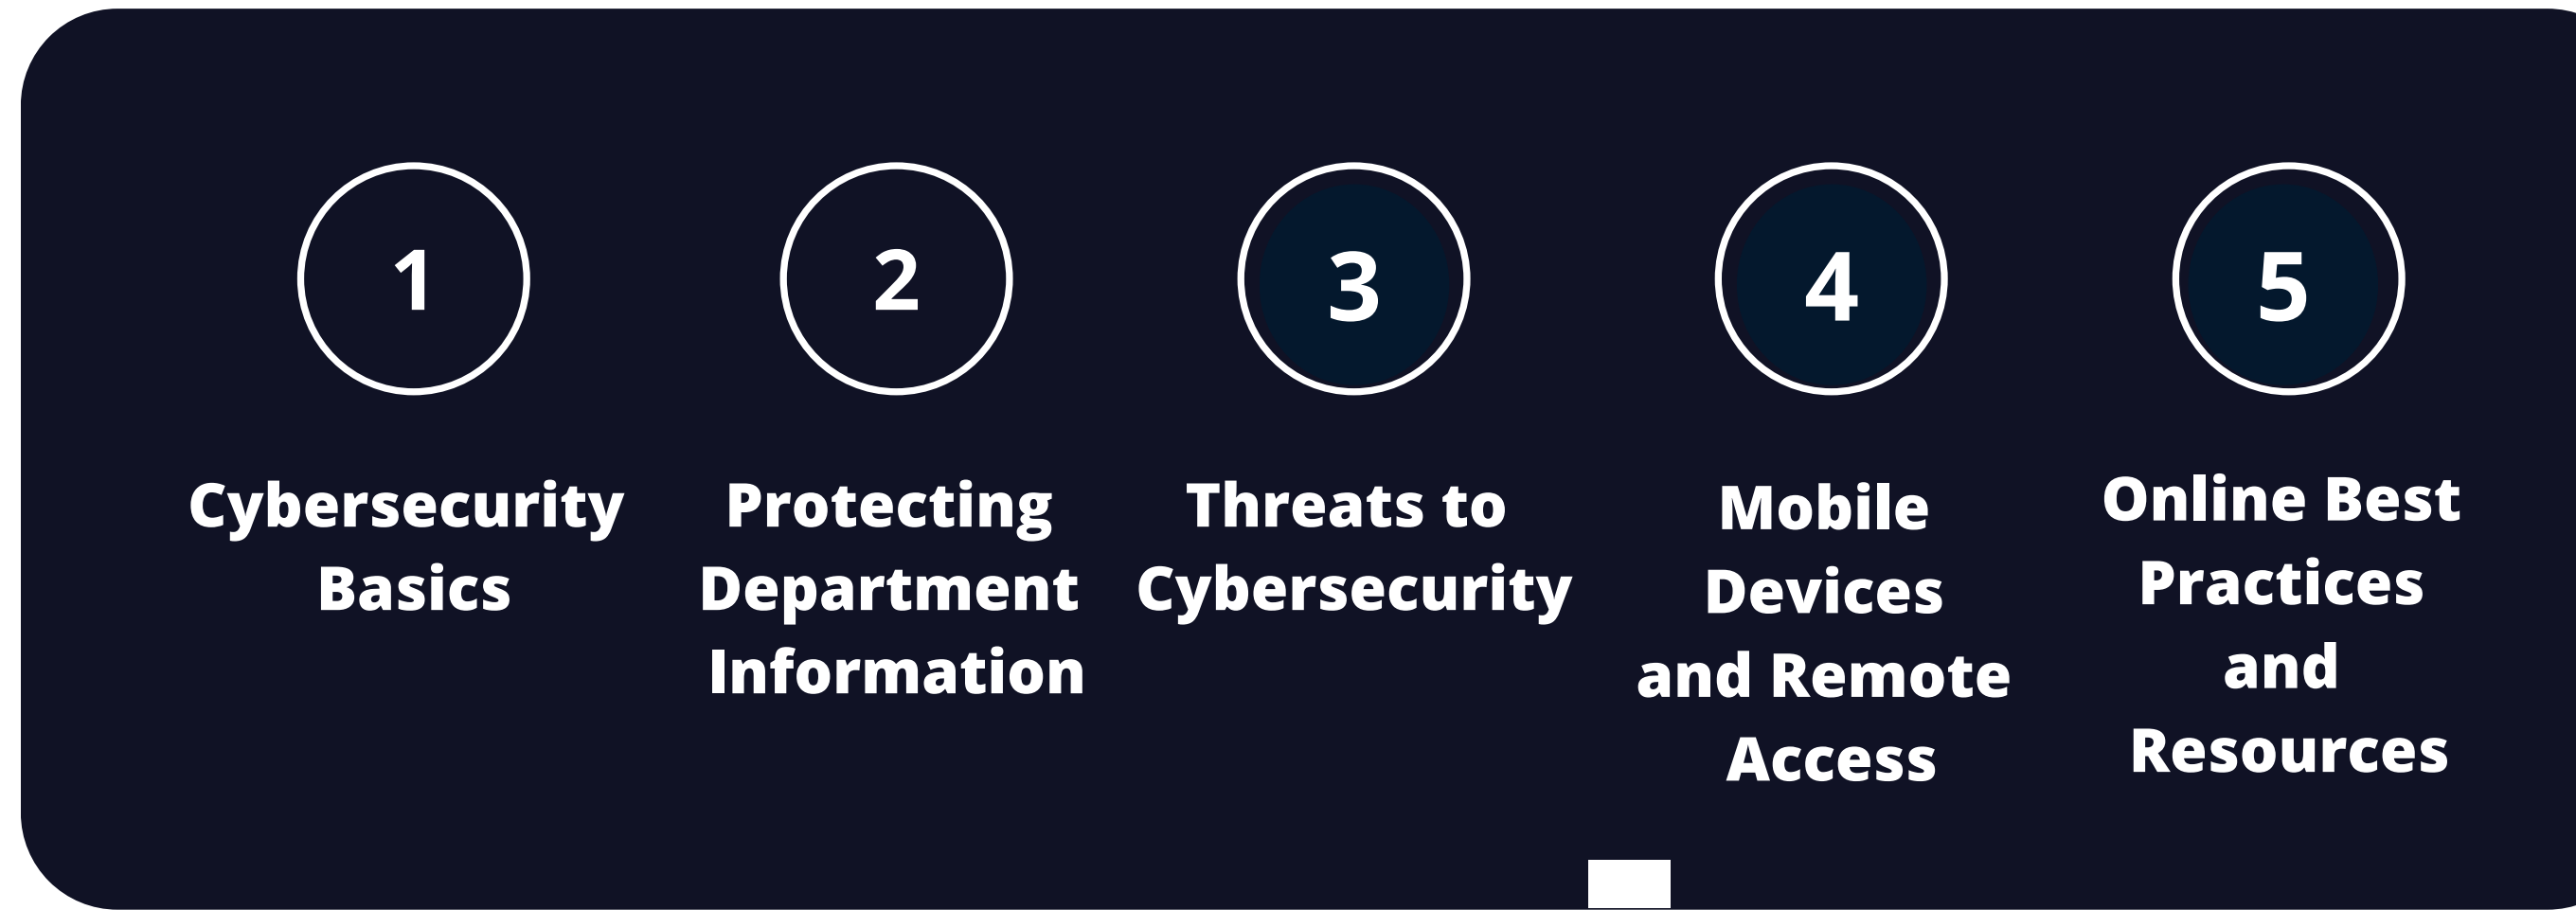 1
Cybersecurity
Basics
2
Protecting
Department
Information
3
Threats to
Cybersecurity
4
Mobile
Devices
and Remote
Access
5
Online Best
Practices
and
Resources